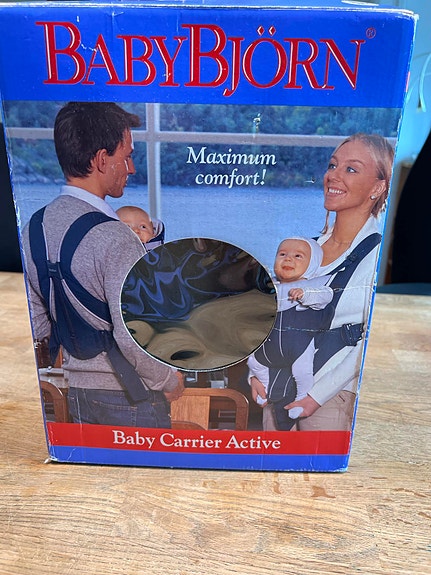 BABYBJÖRN®
Maximum
comfort!
Baby Carrier Active